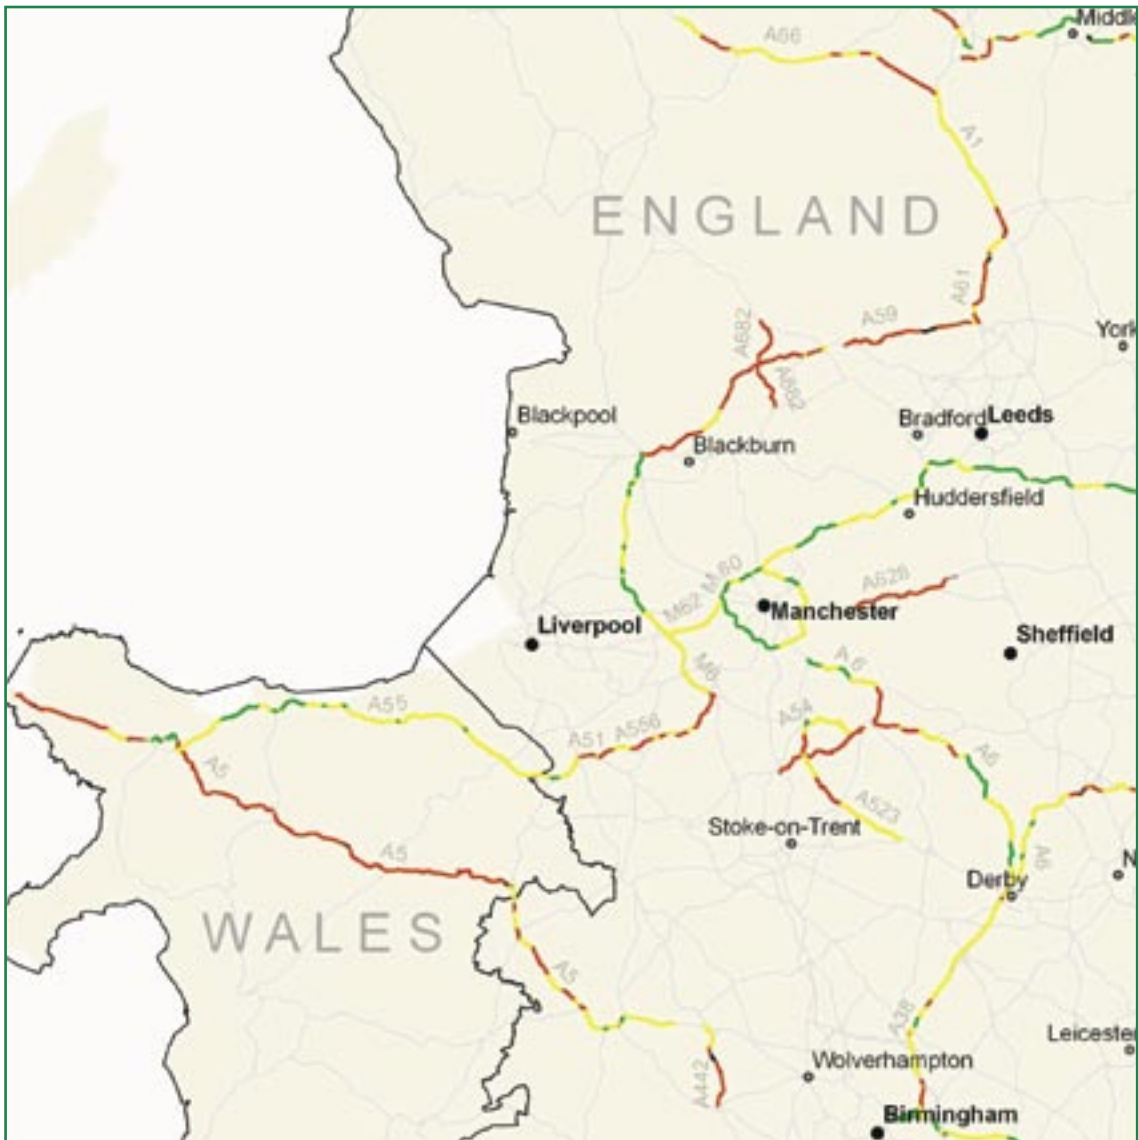 Middle
A66
A1
ENGLAND
A61
A59
A682
A682
York
Blackpool
Bradford
Leeds
Blackburn
Huddersfield
M60
M62
A628
Manchester
Liverpool
Sheffield
A6
M6
A55
A54
A51
A556
A6
A5
A523
Stoke-on-Trent
A5
A6
N
Derby
WALES
A5
A38
Leicester
Wolverhampton
A442
Birmingham